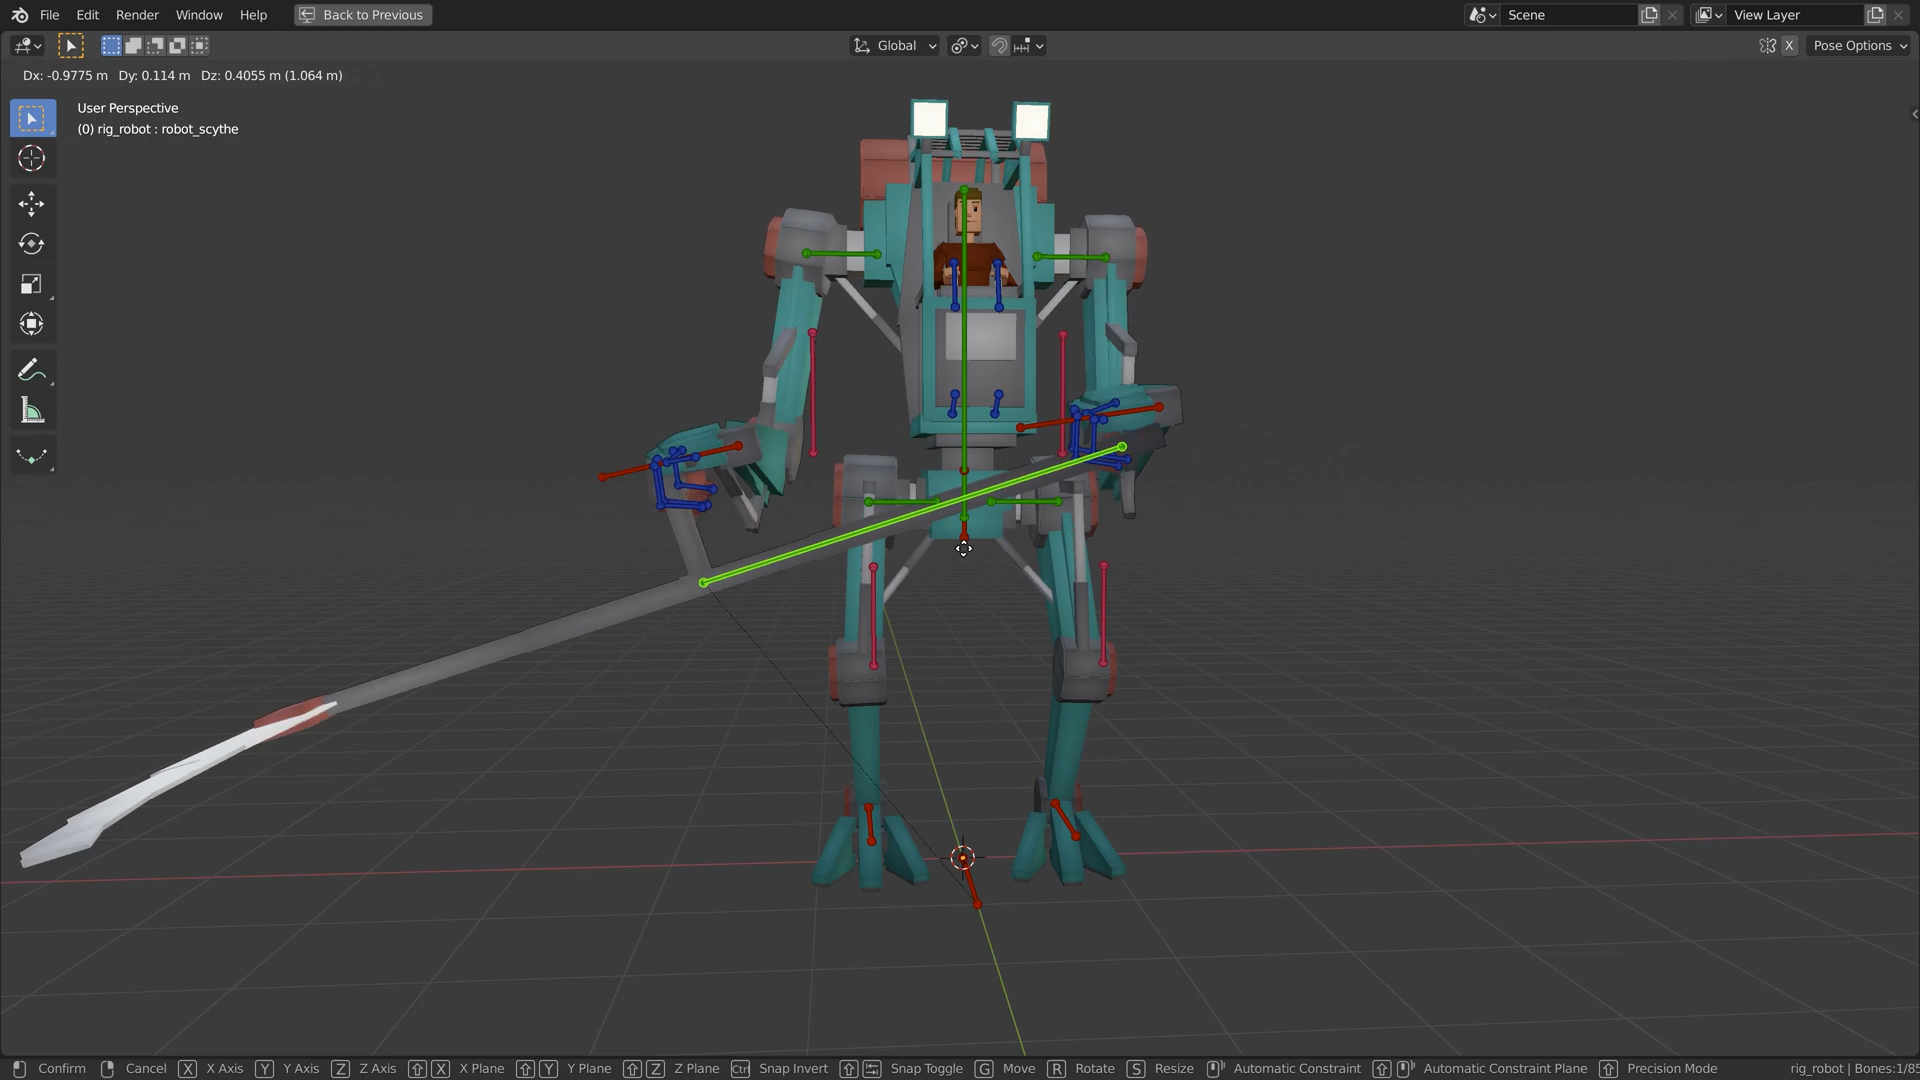 File Edit Render Window Help Back to Previous Scene View Layer
Global X Pose Options
Dx: -0.9775 m Dy: 0.114 m Dz: 0.4055 m (1.064 m)
User Perspective
(0) rig_robot : robot_scythe
Confirm Cancel X X Axis Y Y Axis Z Z Axis X X Plane Y Y Plane Z Z Plane Ctrl Snap Invert Snap Toggle G Move R Rotate S Resize Automatic Constraint Automatic Constraint Plane Precision Mode rig_robot | Bones:1/85